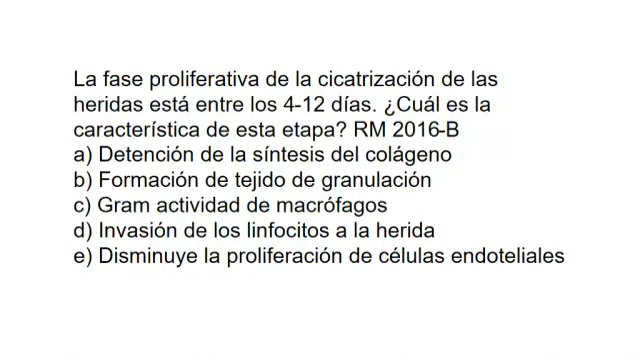 La fase proliferativa de la cicatrización de las
heridas está entre los 4-12 días. ¿Cuál es la
característica de esta etapa? RM 2016-B
a) Detención de la síntesis del colágeno
b) Formación de tejido de granulación
c) Gram actividad de macrófagos
d) Invasión de los linfocitos a la herida
e) Disminuye la proliferación de células endoteliales